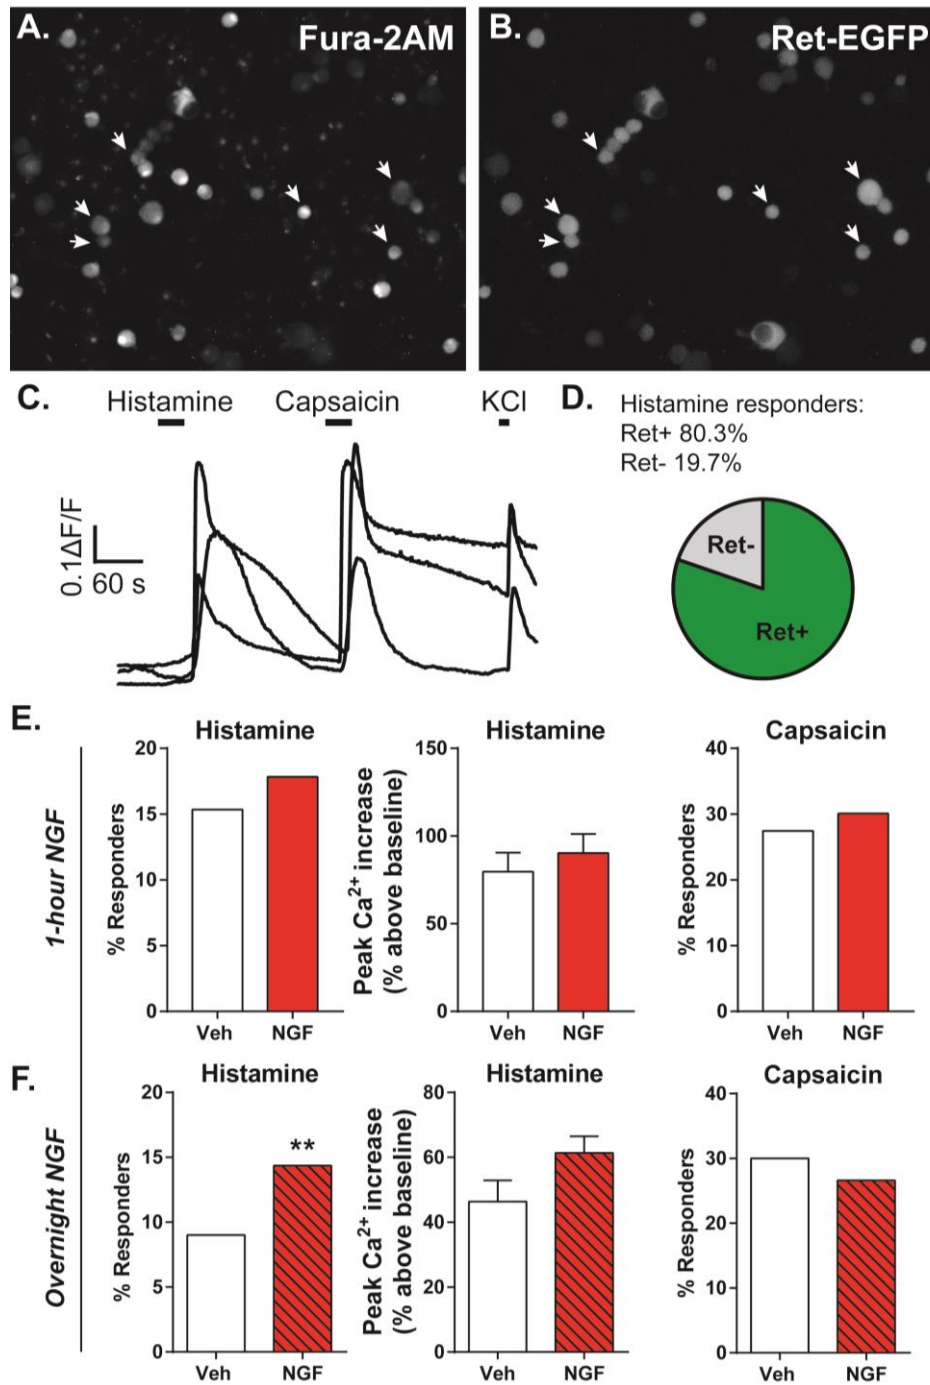 A.
Fura-2AM
B.
Ret-EGFP
C.
Histamine
Capsaicin
KCl
0.1ΔF/F
60 s
D.
Histamine responders:
Ret+ 80.3%
Ret- 19.7%
Ret-
Ret+
E.
1-hour NGF
Histamine
% Responders
20
15
10
5
0
Veh
NGF
Histamine
Peak Ca²⁺ increase
(% above baseline)
150
100
50
0
Veh
NGF
Capsaicin
% Responders
40
30
20
10
0
Veh
NGF
F.
Overnight NGF
Histamine
% Responders
20
15
10
5
0
**
Veh
NGF
Histamine
Peak Ca²⁺ increase
(% above baseline)
80
60
40
20
0
Veh
NGF
Capsaicin
% Responders
40
30
20
10
0
Veh
NGF